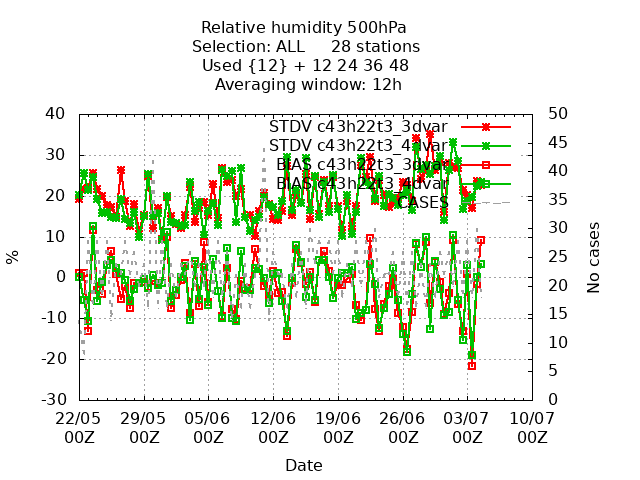 Relative humidity 500hPa
Selection: ALL 28 stations
Used {12} + 12 24 36 48
Averaging window: 12h
STDV c43h22t3_3dvar
STDV c43h22t3_4dvar
BIAS c43h22t3_3dvar
BIAS c43h22t3_4dvar
CASES
40
30
20
10
0
-10
-20
-30
%
50
45
40
35
30
25
20
15
10
5
0
No cases
22/05 29/05 05/06 12/06 19/06 26/06 03/07 10/07
00Z 00Z 00Z 00Z 00Z 00Z 00Z 00Z
Date